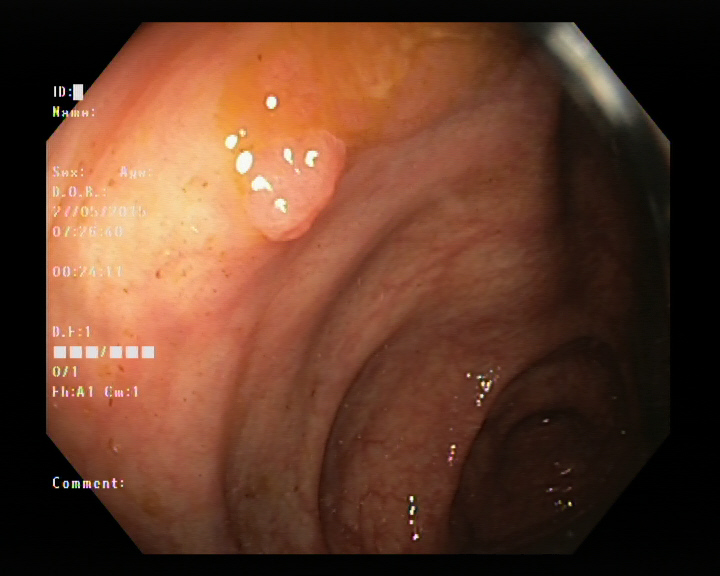 ID:
Name:
Sex: Age:
D.O.B.:
27/05/2015
07:26:40
00:24:11
D.F:1
0/1
Ph:A1 Cm:1
Comment: